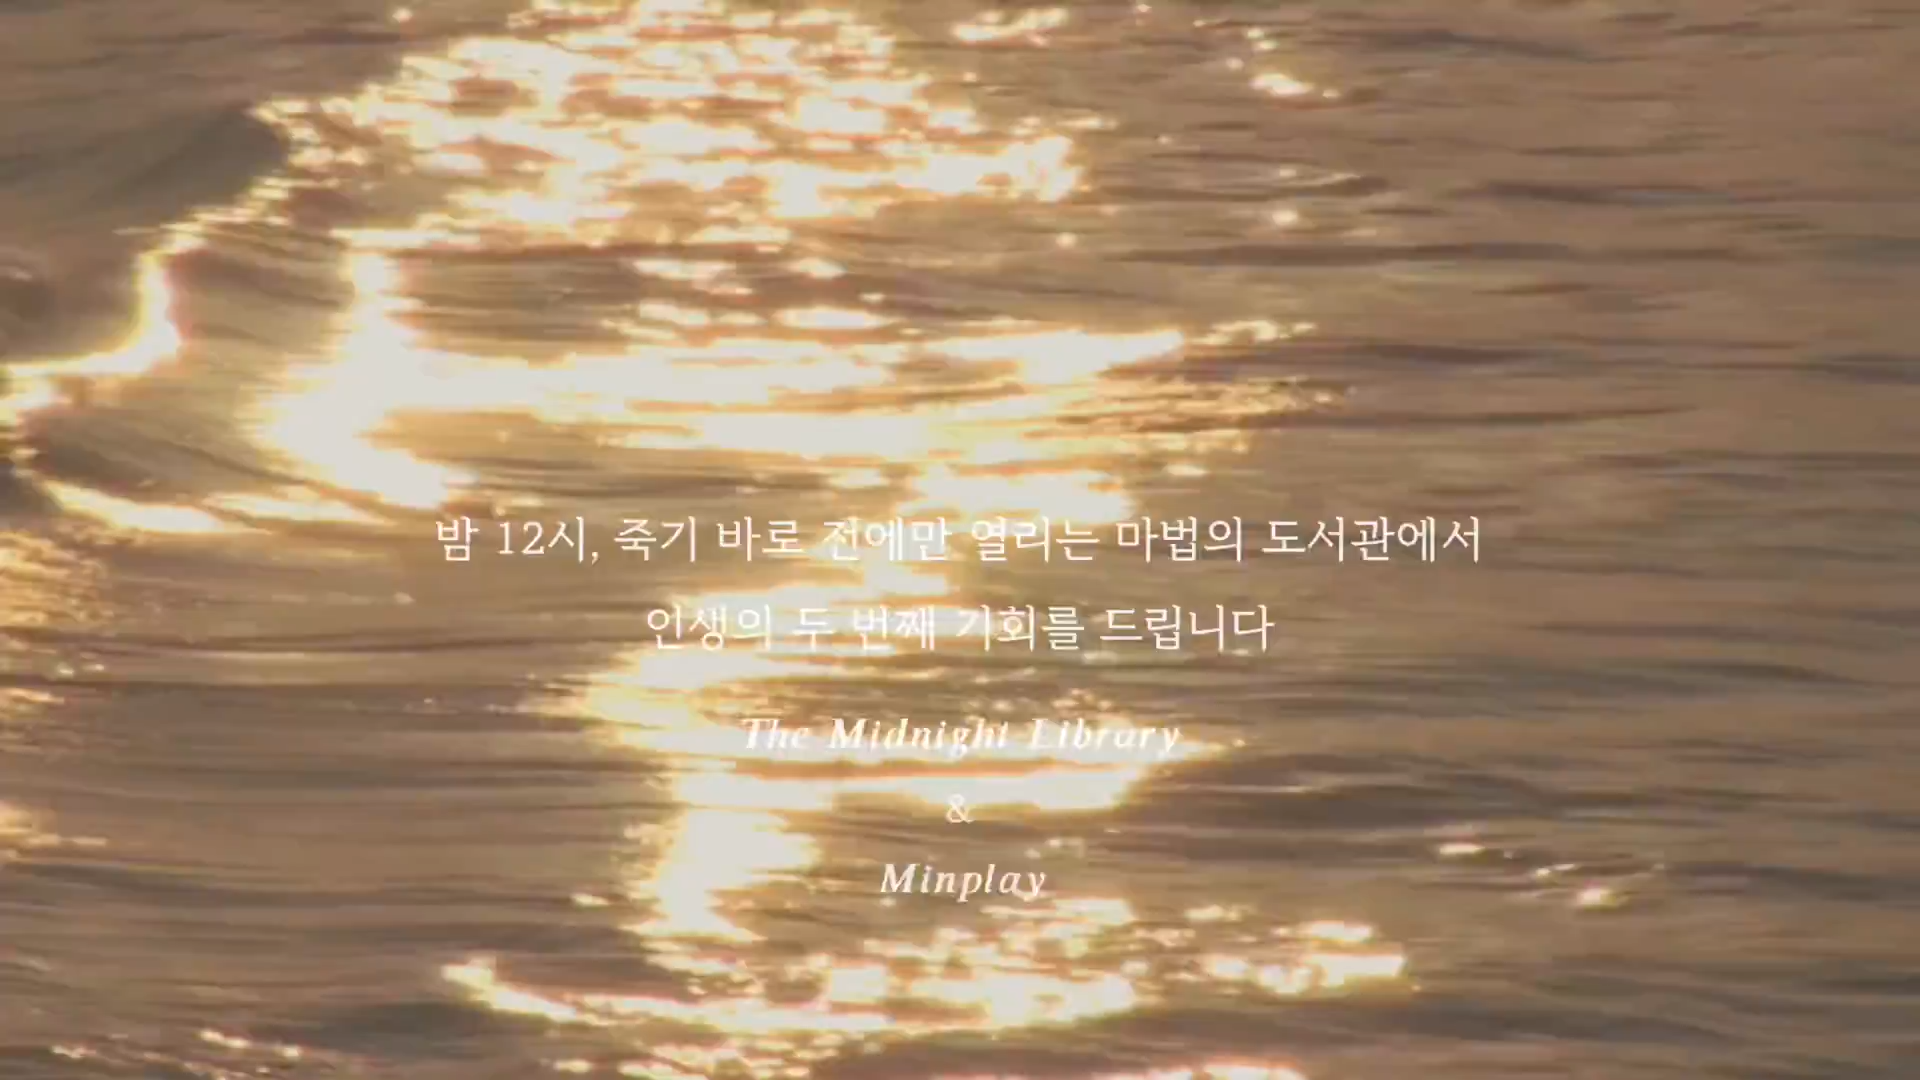 밤 12시, 죽기 바로 전에만 열리는 마법의 도서관에서
인생의 두 번째 기회를 드립니다
The Midnight Library
&
Minplay